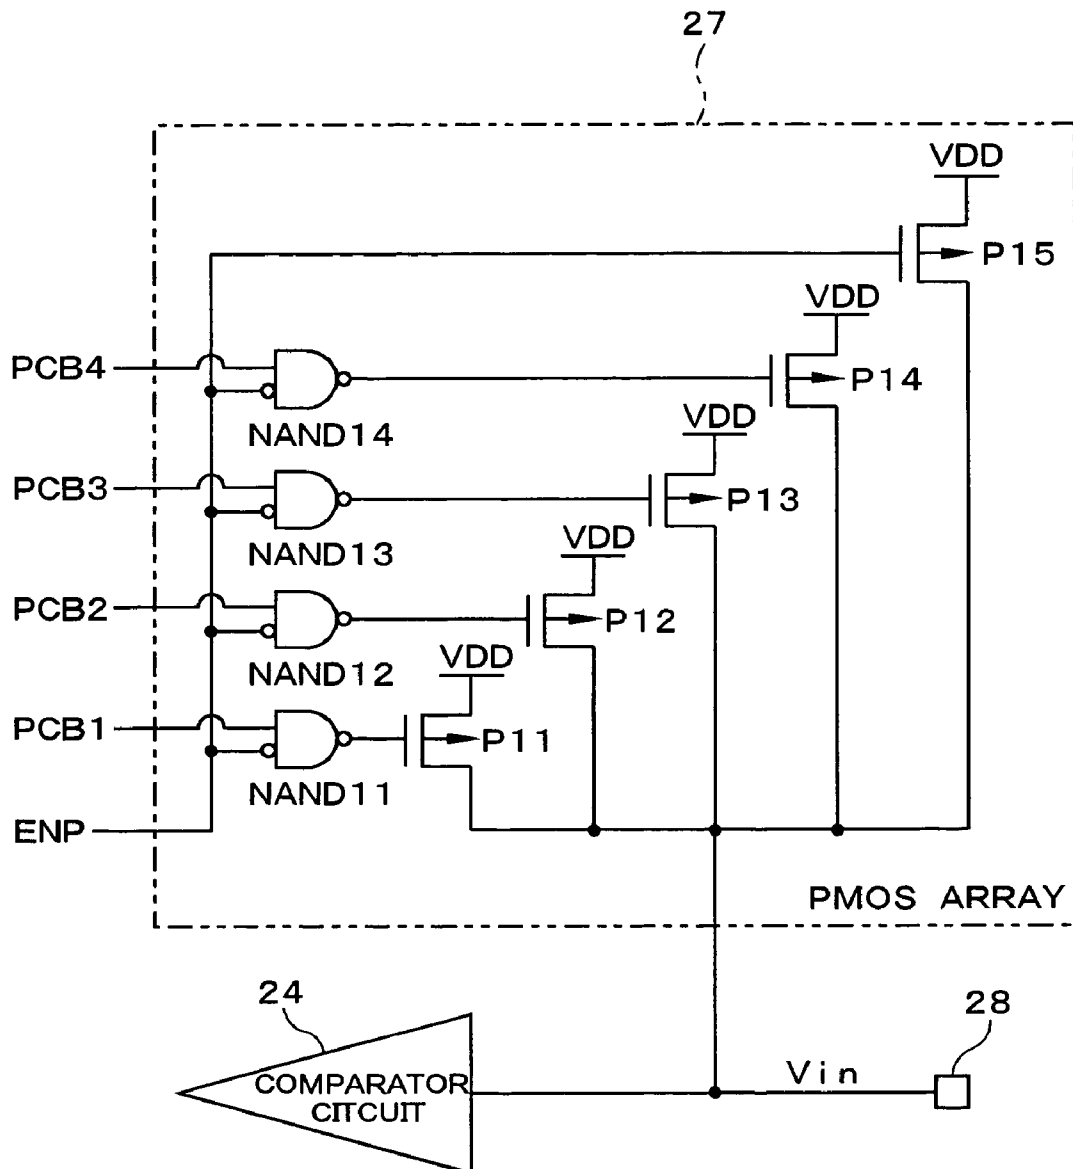 27
VDD
P15
VDD
PCB4
P14
NAND14
VDD
PCB3
P13
NAND13
VDD
PCB2
P12
NAND12
VDD
PCB1
P11
NAND11
ENP
PMOS ARRAY
24
28
Vin
COMPARATOR
CITCUIT